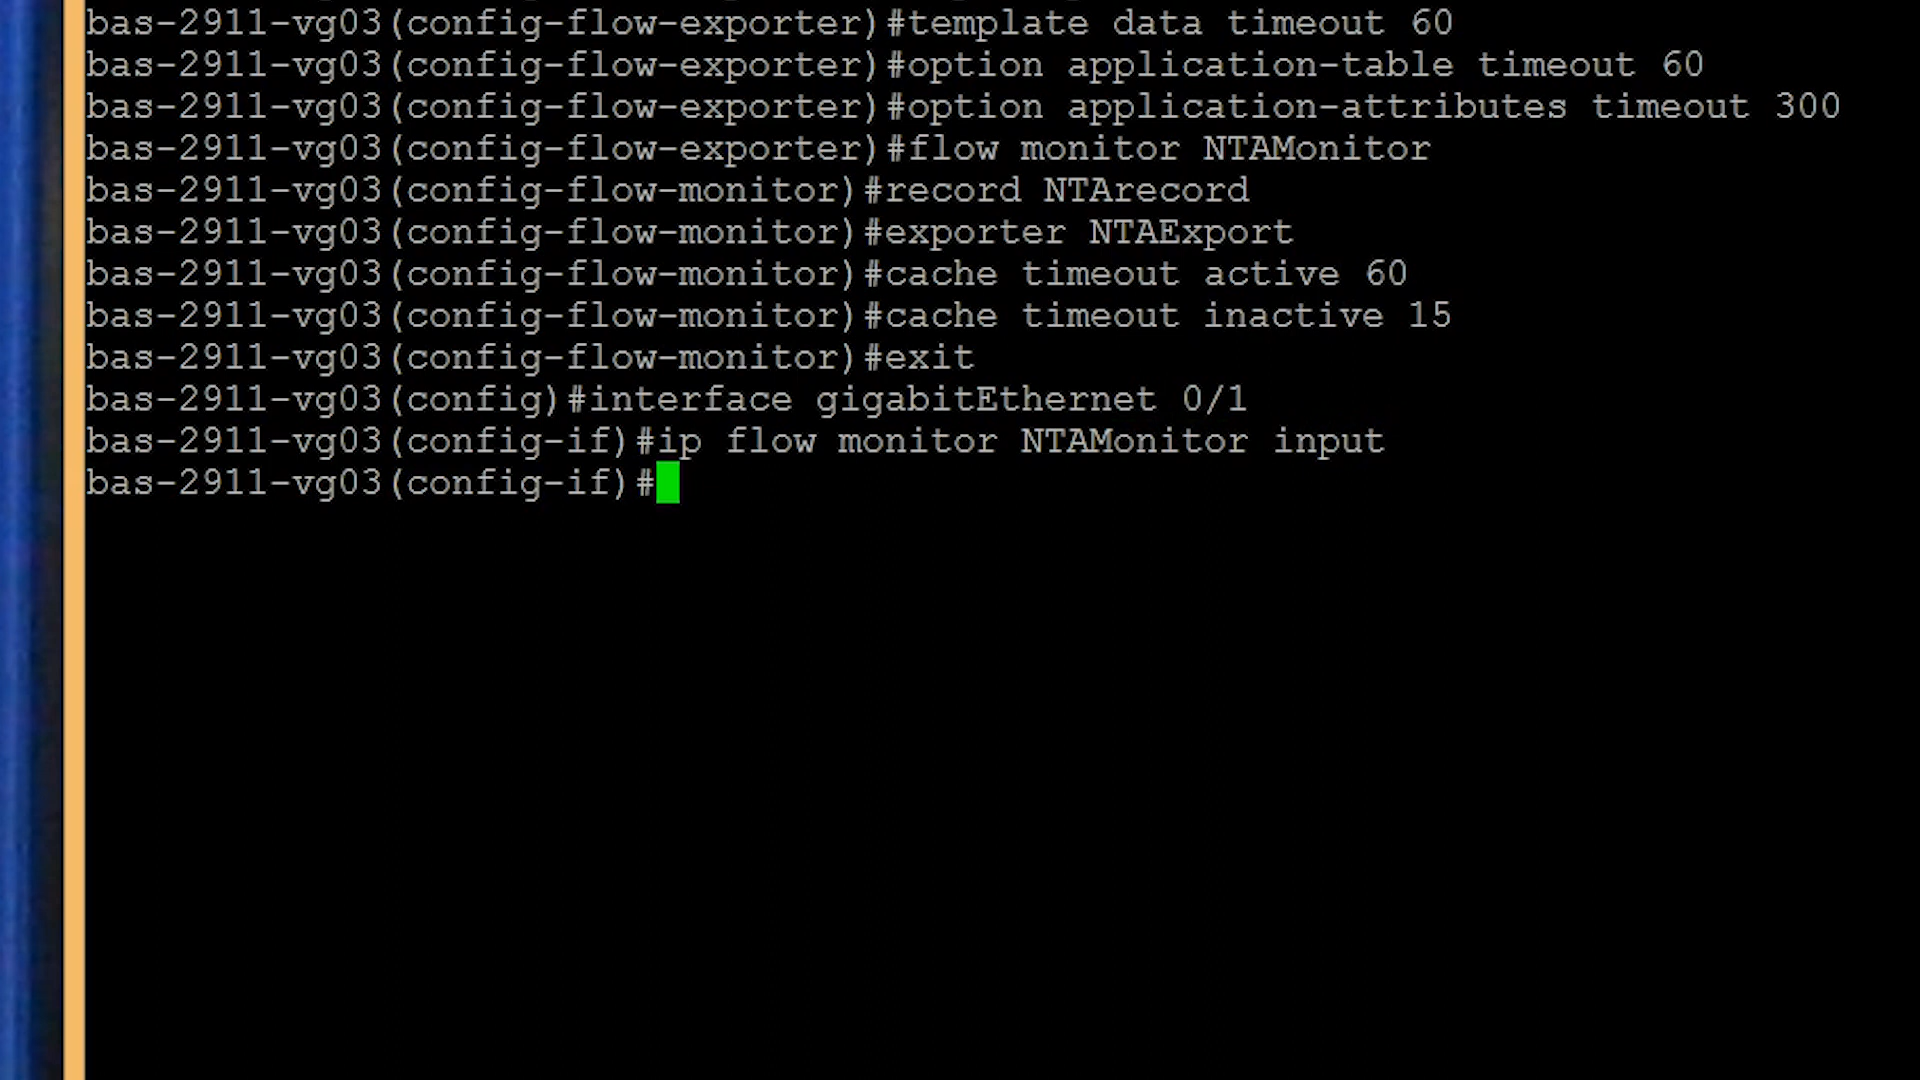 bas-2911-vg03(config-flow-exporter)#template data timeout 60
bas-2911-vg03(config-flow-exporter)#option application-table timeout 60
bas-2911-vg03(config-flow-exporter)#option application-attributes timeout 300
bas-2911-vg03(config-flow-exporter)#flow monitor NTAMonitor
bas-2911-vg03(config-flow-monitor)#record NTArecord
bas-2911-vg03(config-flow-monitor)#exporter NTAExport
bas-2911-vg03(config-flow-monitor)#cache timeout active 60
bas-2911-vg03(config-flow-monitor)#cache timeout inactive 15
bas-2911-vg03(config-flow-monitor)#exit
bas-2911-vg03(config)#interface gigabitEthernet 0/1
bas-2911-vg03(config-if)#ip flow monitor NTAMonitor input
bas-2911-vg03(config-if)#